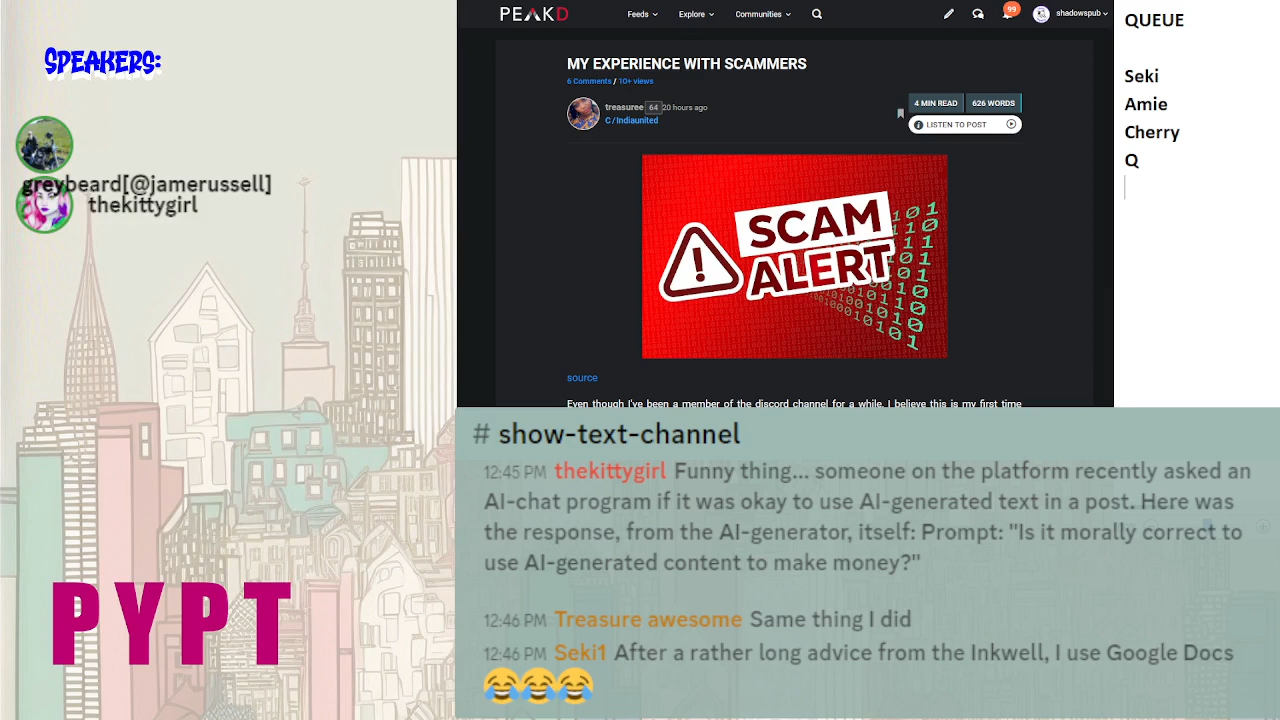 SPEAKERS:
greybeard[@jamerussell]
thekittygirl
PYPT
PEAKD
Feeds
Explore
Communities
99
shadowspub
MY EXPERIENCE WITH SCAMMERS
6 Comments / 10+ views
treasuree 64 20 hours ago
C / Indiaunited
4 MIN READ 626 WORDS
LISTEN TO POST
SCAM
ALERT
source
Even though I've been a member of the discord channel for a while, I believe this is my first time
QUEUE
Seki
Amie
Cherry
Q
# show-text-channel
12:45 PM thekittygirl Funny thing... someone on the platform recently asked an
AI-chat program if it was okay to use AI-generated text in a post. Here was
the response, from the AI-generator, itself: Prompt: "Is it morally correct to
use AI-generated content to make money?"
12:46 PM Treasure awesome Same thing I did
12:46 PM Seki1 After a rather long advice from the Inkwell, I use Google Docs